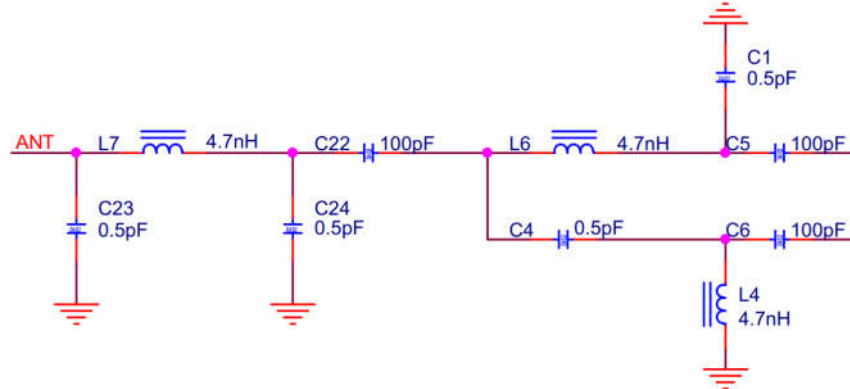 C1
0.5pF
ANT
L7
4.7nH
C22
100pF
L6
4.7nH
C5
100pF
C23
0.5pF
C24
0.5pF
C4
0.5pF
C6
100pF
L4
4.7nH